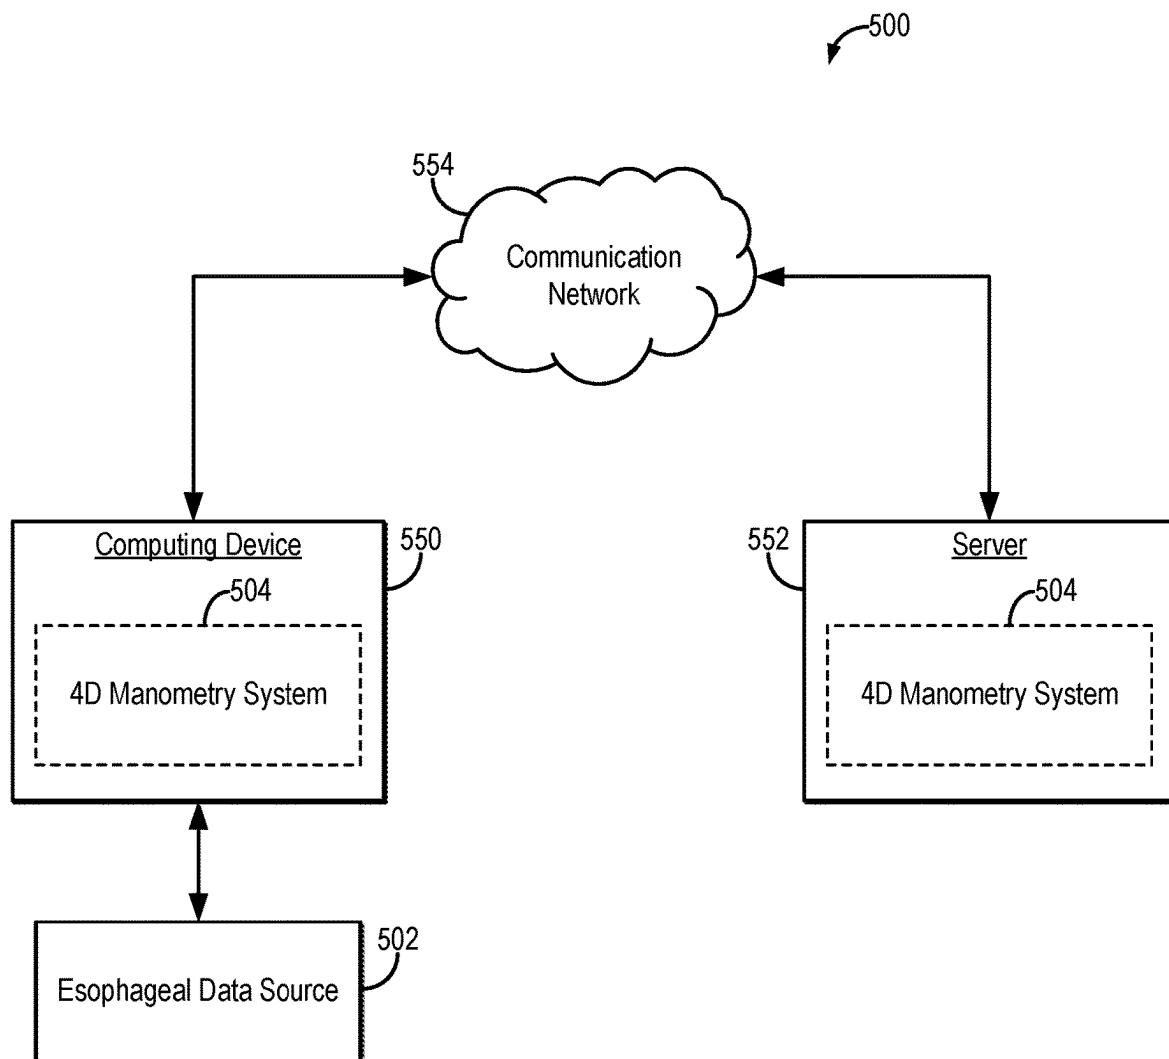 500
554
Communication
Network
Computing Device
550
504
4D Manometry System
552
Server
504
4D Manometry System
502
Esophageal Data Source